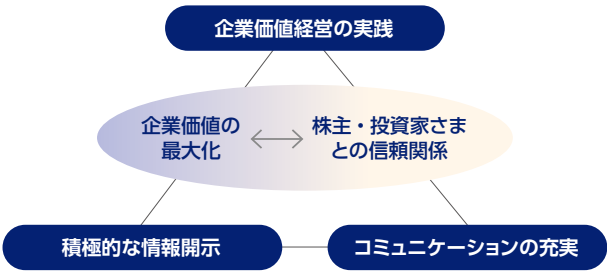 企業価値経営の実践
企業価値の
最大化
株主・投資家さま
との信頼関係
積極的な情報開示
コミュニケーションの充実